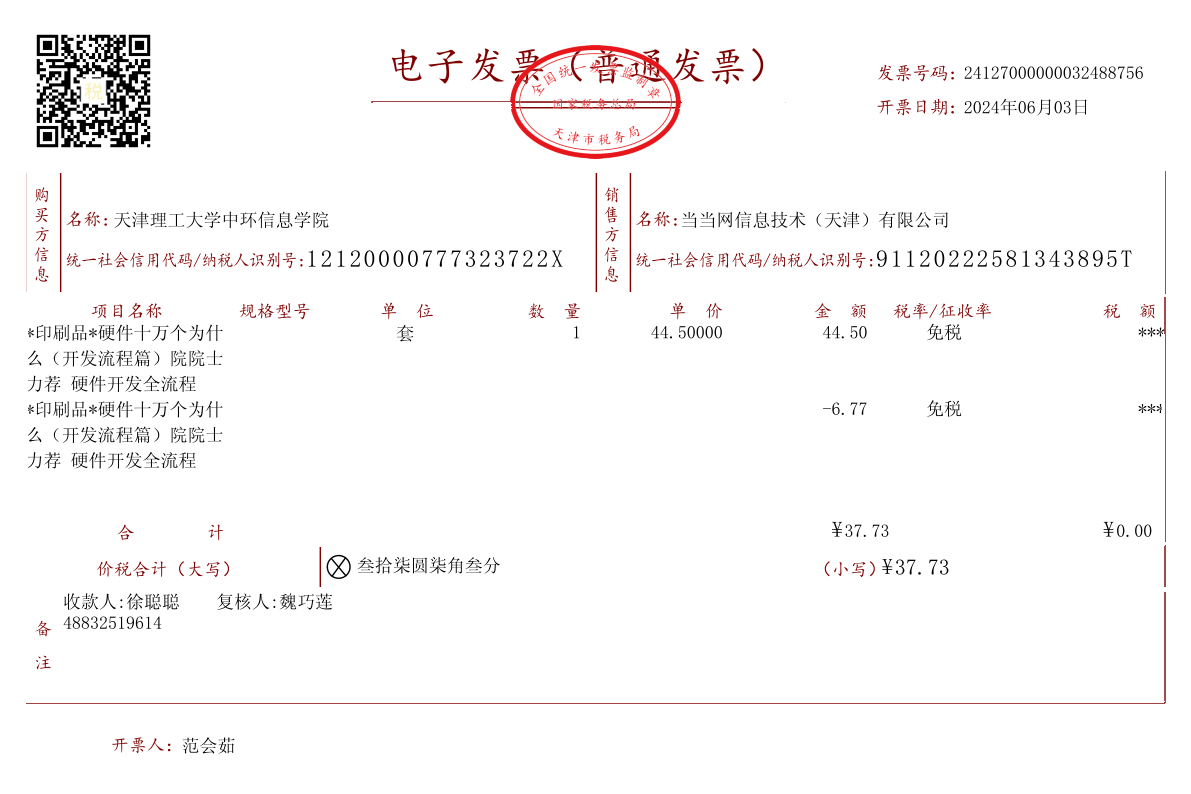 税
电子发票（普通发票）
全国统一发票监制章
国家税务总局
天津市税务局
发票号码：24127000000032488756
开票日期：2024年06月03日
购买方信息
名称：天津理工大学中环信息学院
统一社会信用代码/纳税人识别号：12120000777323722X
销售方信息
名称：当当网信息技术（天津）有限公司
统一社会信用代码/纳税人识别号：91120222581343895T
项目名称 规格型号 单位 数量 单价 金额 税率/征收率 税额
*印刷品*硬件十万个为什 套 1 44.50000 44.50 免税 ***
么（开发流程篇）院院士
力荐 硬件开发全流程
*印刷品*硬件十万个为什 -6.77 免税 ***
么（开发流程篇）院院士
力荐 硬件开发全流程
合计 ¥37.73 ¥0.00
价税合计（大写） 叁拾柒圆柒角叁分 （小写）¥37.73
备注
收款人:徐聪聪 复核人:魏巧莲
48832519614
开票人：范会茹